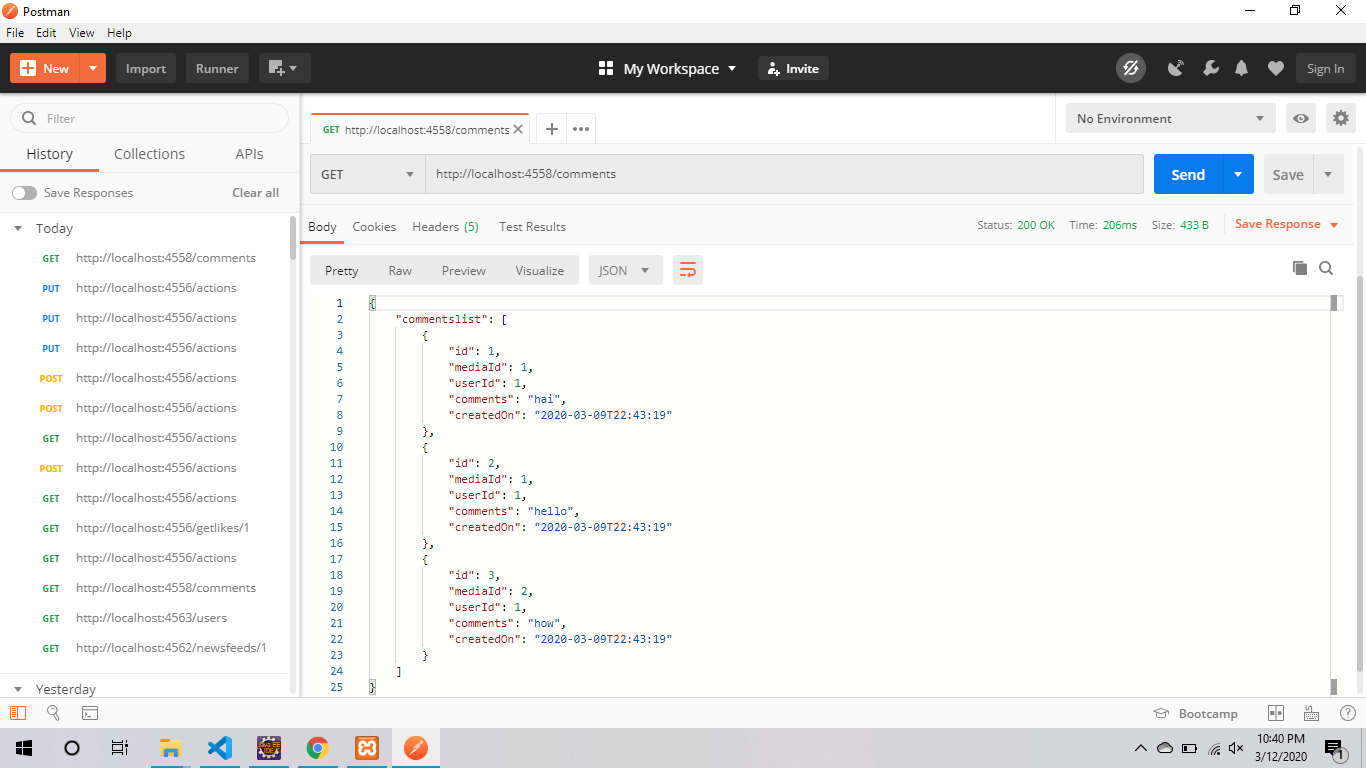 Postman
File Edit View Help
New Import Runner My Workspace Invite Sign In
Filter
History Collections APIs
Save Responses Clear all
Today
GET http://localhost:4558/comments
PUT http://localhost:4556/actions
PUT http://localhost:4556/actions
PUT http://localhost:4556/actions
POST http://localhost:4556/actions
POST http://localhost:4556/actions
GET http://localhost:4556/actions
POST http://localhost:4556/actions
GET http://localhost:4556/actions
GET http://localhost:4556/getlikes/1
GET http://localhost:4556/actions
GET http://localhost:4558/comments
GET http://localhost:4563/users
GET http://localhost:4562/newsfeeds/1
Yesterday
GET http://localhost:4558/comments
No Environment
GET http://localhost:4558/comments Send Save
Body Cookies Headers (5) Test Results Status: 200 OK Time: 206ms Size: 433 B Save Response
Pretty Raw Preview Visualize JSON
1 {
2 "commentslist": [
3 {
4 "id": 1,
5 "mediaId": 1,
6 "userId": 1,
7 "comments": "hai",
8 "createdOn": "2020-03-09T22:43:19"
9 },
10 {
11 "id": 2,
12 "mediaId": 1,
13 "userId": 1,
14 "comments": "hello",
15 "createdOn": "2020-03-09T22:43:19"
16 },
17 {
18 "id": 3,
19 "mediaId": 2,
20 "userId": 1,
21 "comments": "how",
22 "createdOn": "2020-03-09T22:43:19"
23 }
24 ]
25 }
Bootcamp
10:40 PM
3/12/2020
1